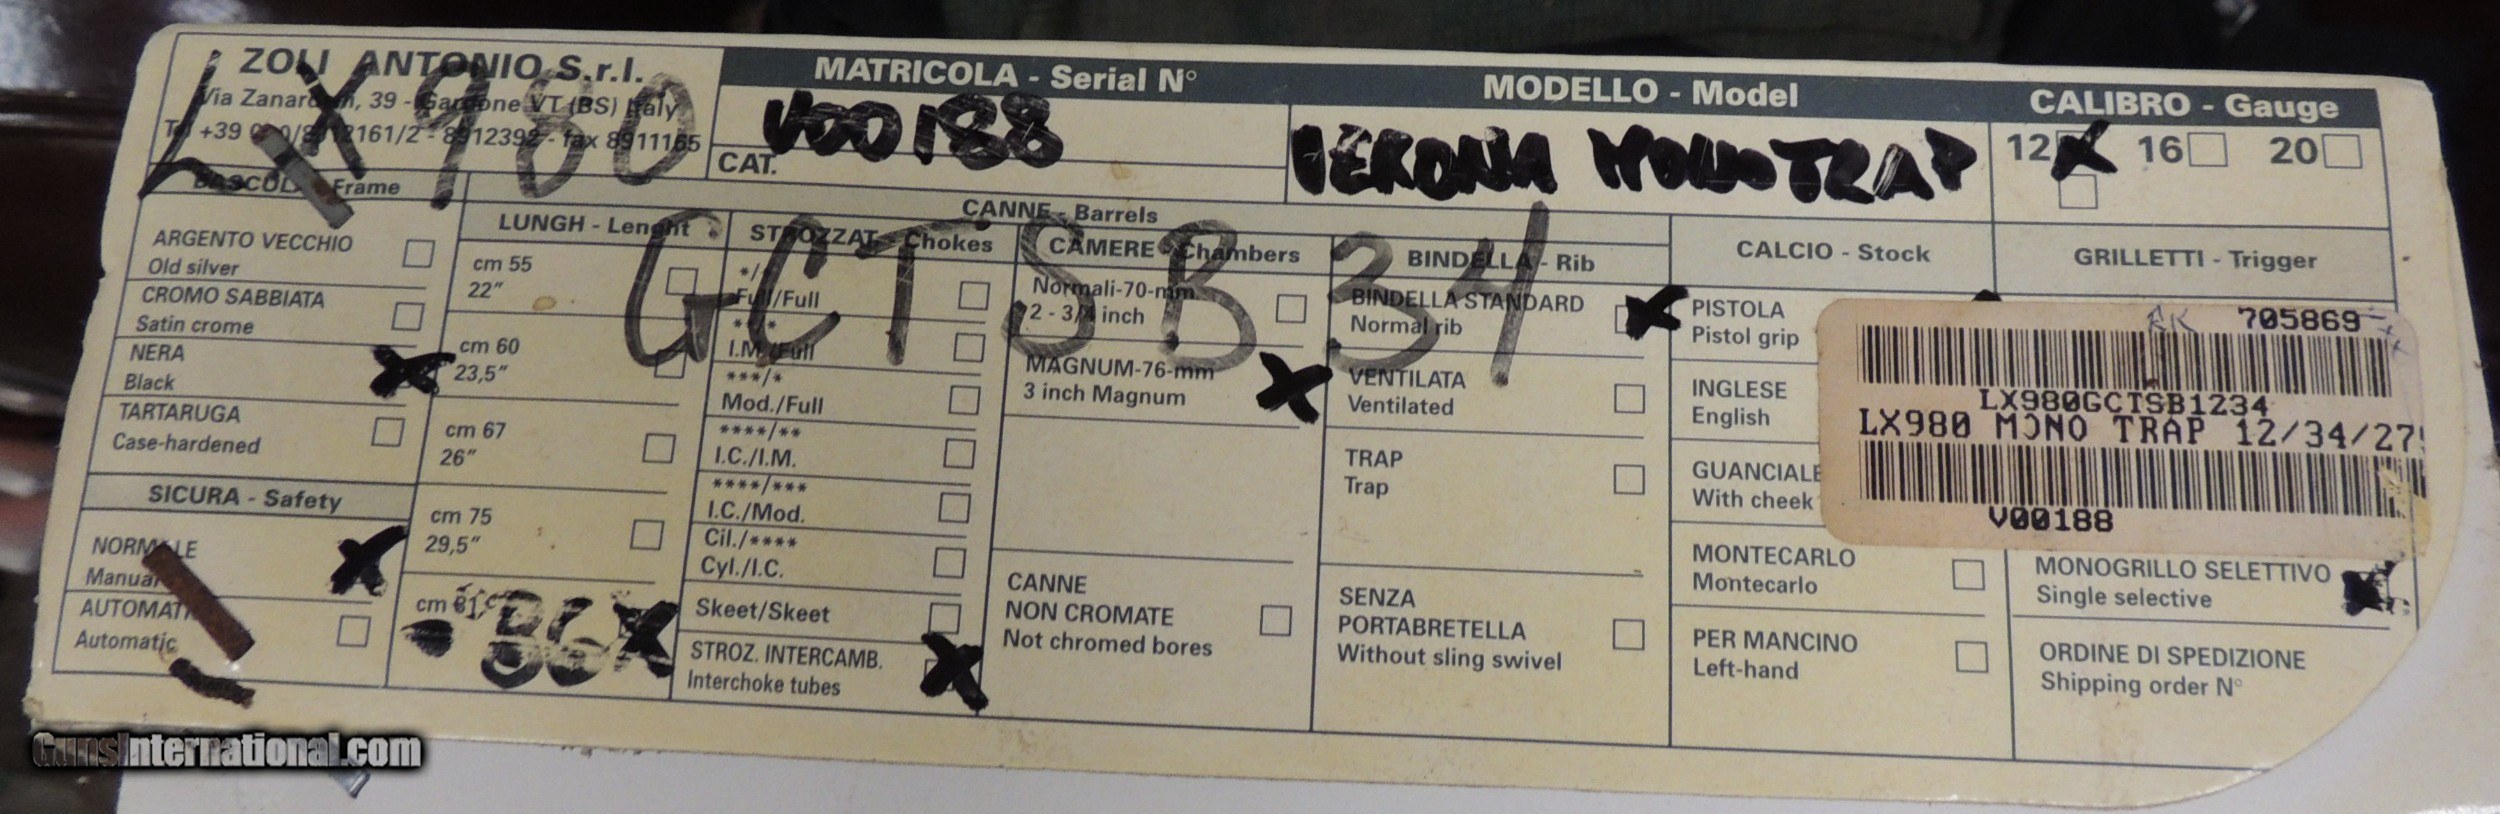 ZOLI ANTONIO S.r.l.
Via Zanardelli, 39 - Gardone VT (BS) Italy
+39 030/8912161/2 - 8912392 - fax 8911165
LX980
MATRICOLA - Serial N°
V00188
CAT.
MODELLO - Model
VERONA MONOTRAP
CALIBRO - Gauge
12 16 20
BASCOLA Frame
ARGENTO VECCHIO
Old silver
CROMO SABBIATA
Satin crome
NERA
Black
TARTARUGA
Case-hardened
SICURA - Safety
NORMALE
Manual
AUTOMATI
Automatic
CANNE - Barrels
GCTSB34
LUNGH - Lenght
cm 55
22"
cm 60
23,5"
cm 67
26"
cm 75
29,5"
cm 81
86
STROZZAT. Chokes
*/*
Full/Full
**/*
I.M./Full
***/*
Mod./Full
****/**
I.C./I.M.
****/***
I.C./Mod.
Cil./****
Cyl./I.C.
Skeet/Skeet
STROZ. INTERCAMB.
Interchoke tubes
CAMERE - Chambers
Normali-70-mm
2 - 3/4 inch
MAGNUM-76-mm
3 inch Magnum
CANNE
NON CROMATE
Not chromed bores
BINDELLA - Rib
BINDELLA STANDARD
Normal rib
VENTILATA
Ventilated
TRAP
Trap
SENZA
PORTABRETELLA
Without sling swivel
CALCIO - Stock
PISTOLA
Pistol grip
INGLESE
English
GUANCIALE
With cheek
MONTECARLO
Montecarlo
PER MANCINO
Left-hand
GRILLETTI - Trigger
RK 705869
LX980GCTSB1234
LX980 MONO TRAP 12/34/27
V00188
MONOGRILLO SELETTIVO
Single selective
ORDINE DI SPEDIZIONE
Shipping order N°
GunsInternational.com